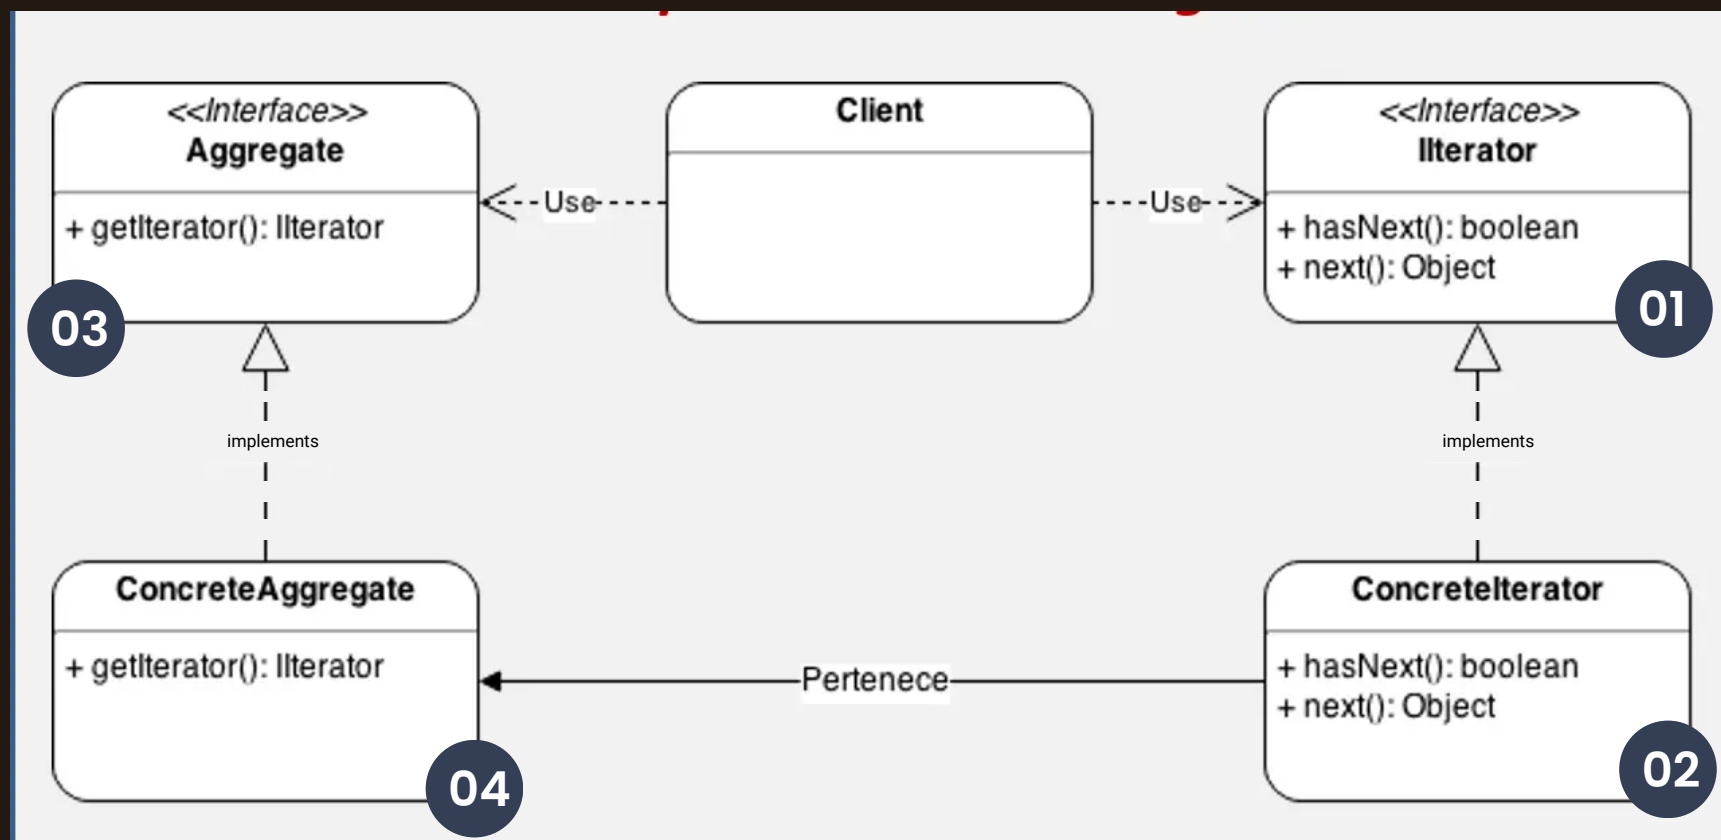 <<Interface>>
Aggregate
+ getIterator(): IIterator
03
Client
Use
Use
<<Interface>>
IIterator
+ hasNext(): boolean
+ next(): Object
01
implements
implements
ConcreteAggregate
+ getIterator(): IIterator
04
Pertenece
ConcreteIterator
+ hasNext(): boolean
+ next(): Object
02